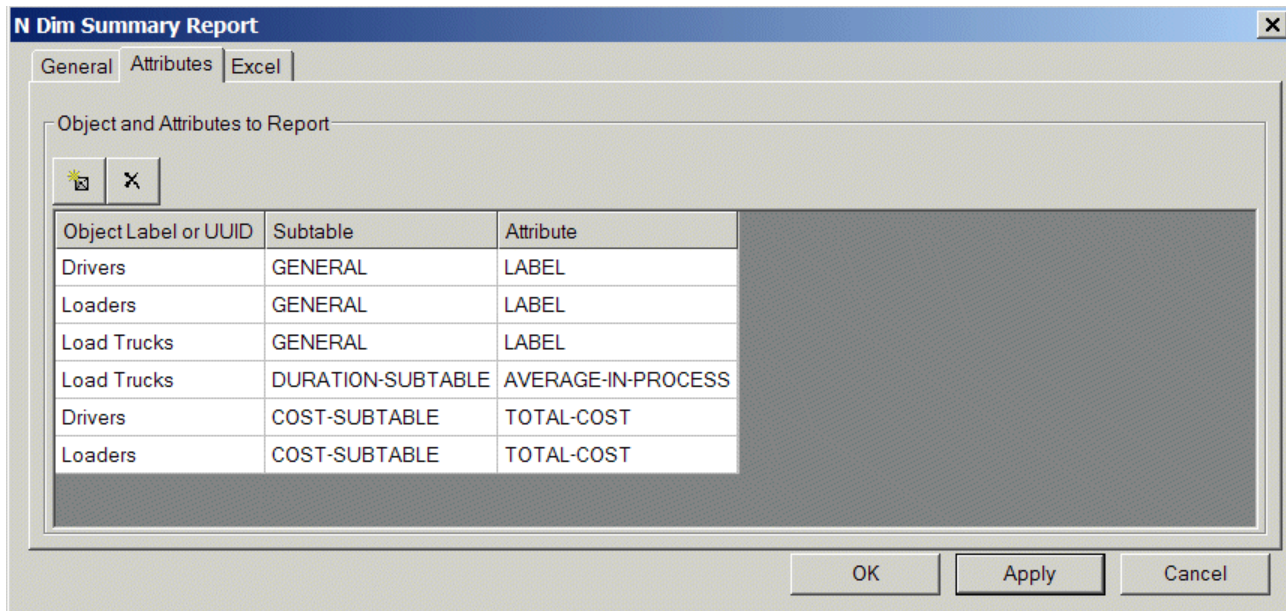 N Dim Summary Report
General Attributes Excel
Object and Attributes to Report
Object Label or UUID Subtable Attribute
Drivers GENERAL LABEL
Loaders GENERAL LABEL
Load Trucks GENERAL LABEL
Load Trucks DURATION-SUBTABLE AVERAGE-IN-PROCESS
Drivers COST-SUBTABLE TOTAL-COST
Loaders COST-SUBTABLE TOTAL-COST
OK Apply Cancel